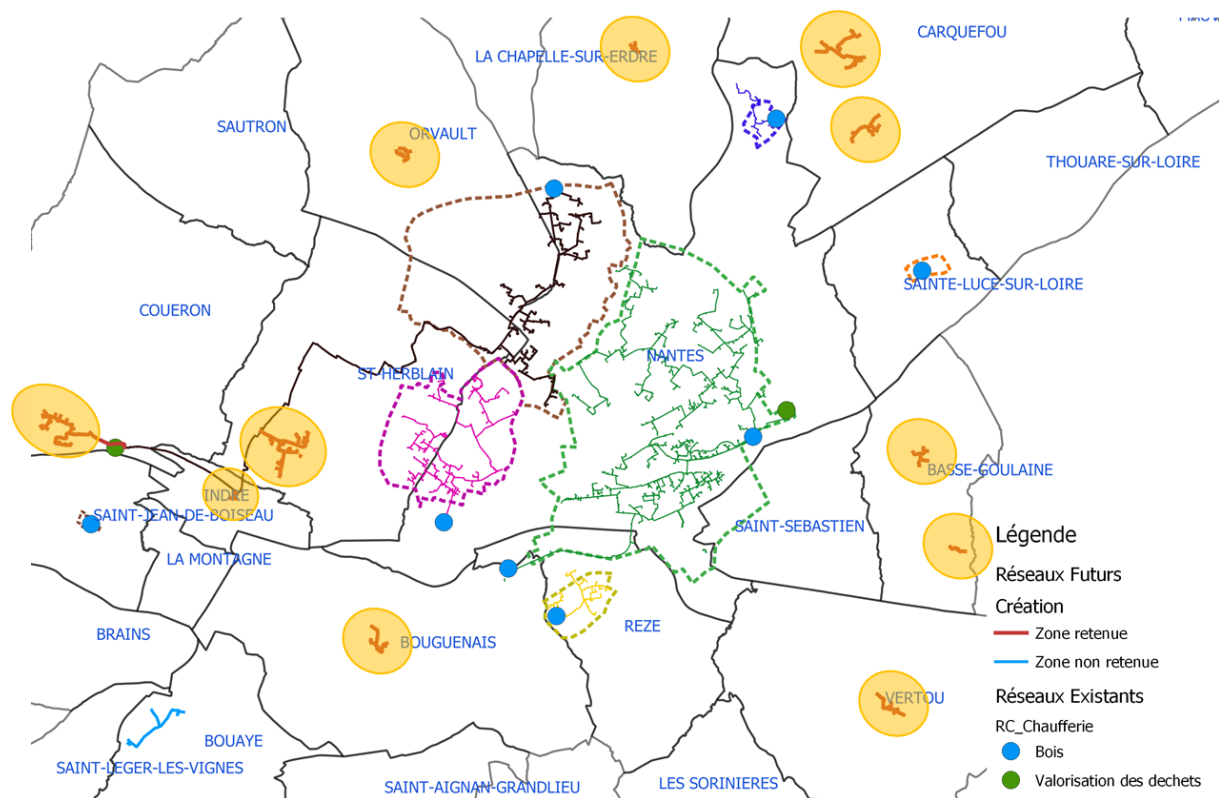 CARQUEFOU
LA CHAPELLE-SUR-ERDRE
SAUTRON
ORVAULT
THOUARE-SUR-LOIRE
SAINTE-LUCE-SUR-LOIRE
COUERON
NANTES
ST-HERBLAIN
BASSE-GOULAINE
INDRE
SAINT-JEAN-DE-BOISEAU
SAINT-SEBASTIEN
LA MONTAGNE
BRAINS
BOUGUENAIS
REZE
VERTOU
BOUAYE
SAINT-LEGER-LES-VIGNES
SAINT-AIGNAN-GRANDLIEU
LES SORINIERES
Légende
Réseaux Futurs
Création
Zone retenue
Zone non retenue
Réseaux Existants
RC_Chaufferie
Bois
Valorisation des dechets